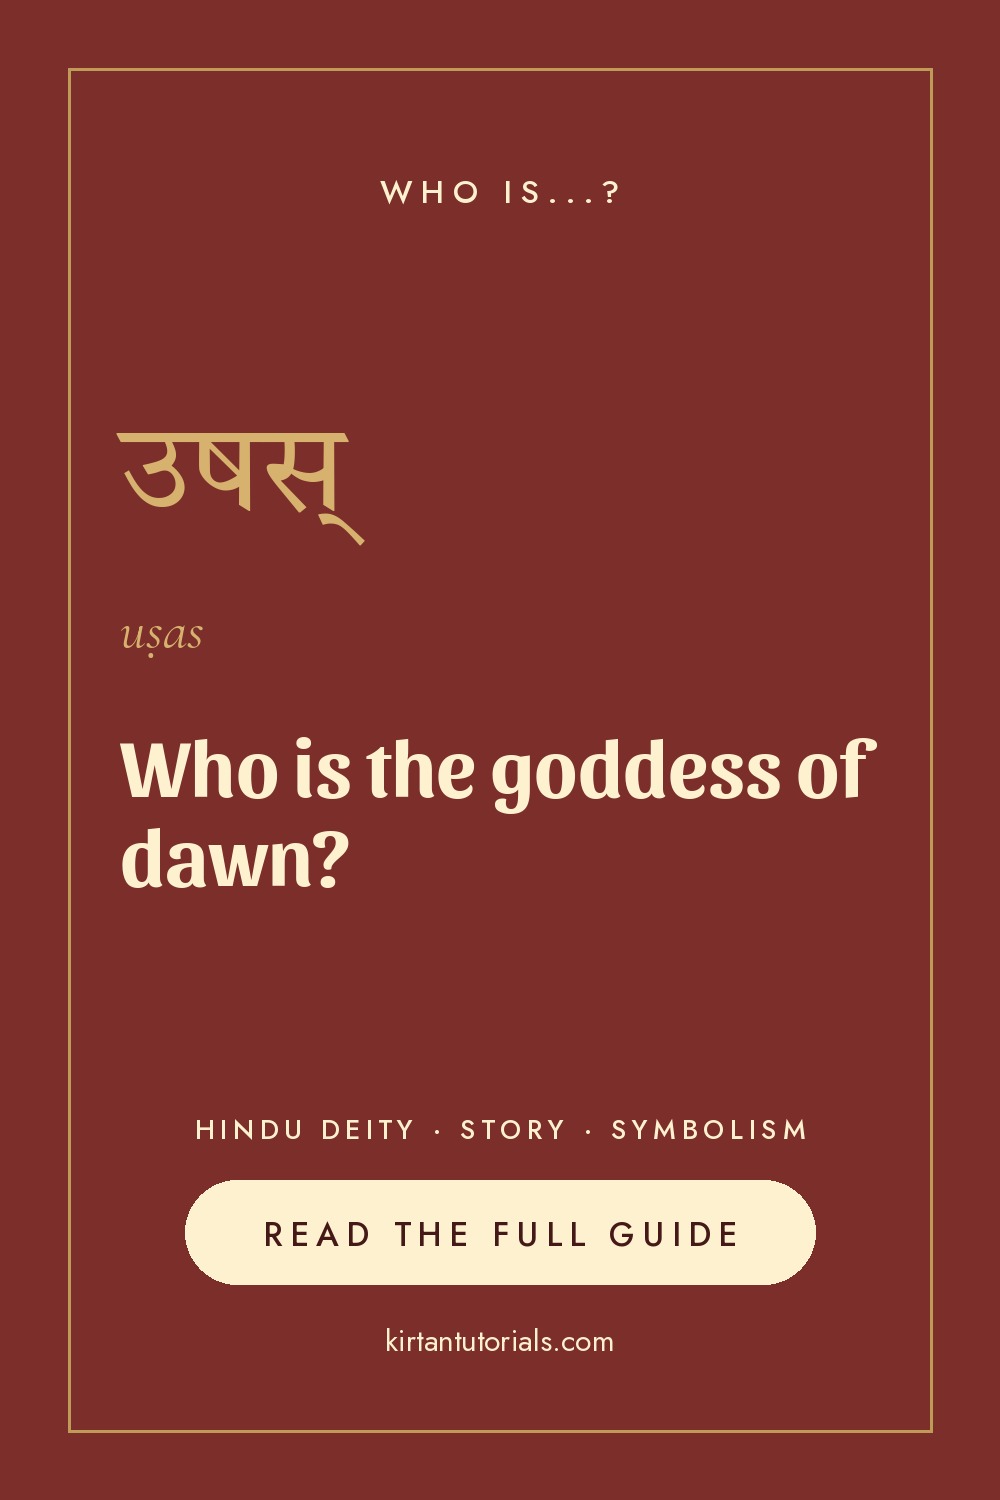 WHO IS...?
उषस्
uṣas
Who is the goddess of
dawn?
HINDU DEITY · STORY · SYMBOLISM
READ THE FULL GUIDE
kirtantutorials.com